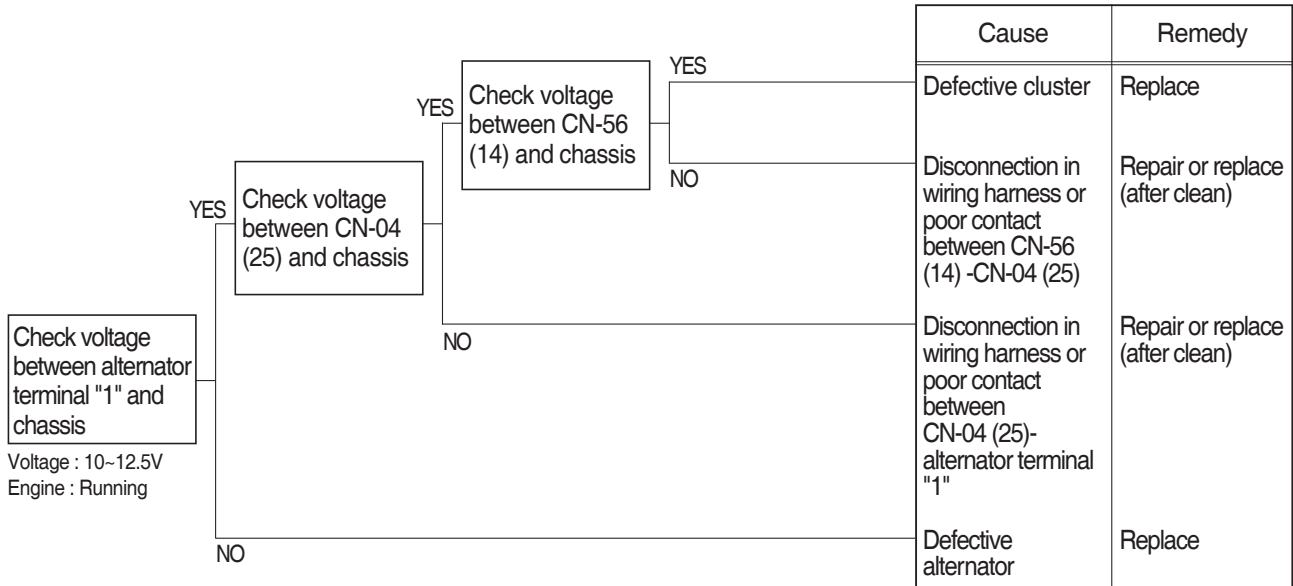 Cause
Remedy
YES
Defective cluster
Replace
YES
Check voltage
between CN-56
(14) and chassis
NO
Disconnection in
wiring harness or
poor contact
between CN-56
(14) -CN-04 (25)
Repair or replace
(after clean)
YES
Check voltage
between CN-04
(25) and chassis
NO
Disconnection in
wiring harness or
poor contact
between
CN-04 (25)-
alternator terminal
"1"
Repair or replace
(after clean)
Check voltage
between alternator
terminal "1" and
chassis
Voltage : 10~12.5V
Engine : Running
NO
Defective
alternator
Replace